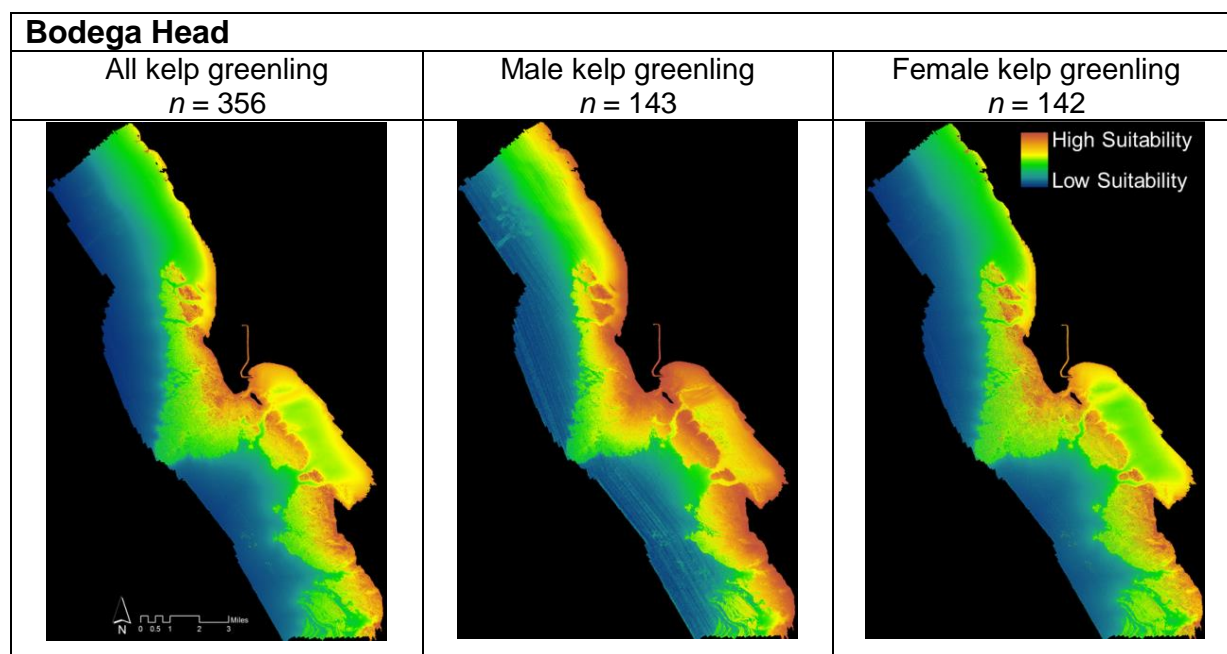 Bodega Head
All kelp greenling
n = 356
Male kelp greenling
n = 143
Female kelp greenling
n = 142
High Suitability
Low Suitability
N
0 0.5 1 2 3 Miles